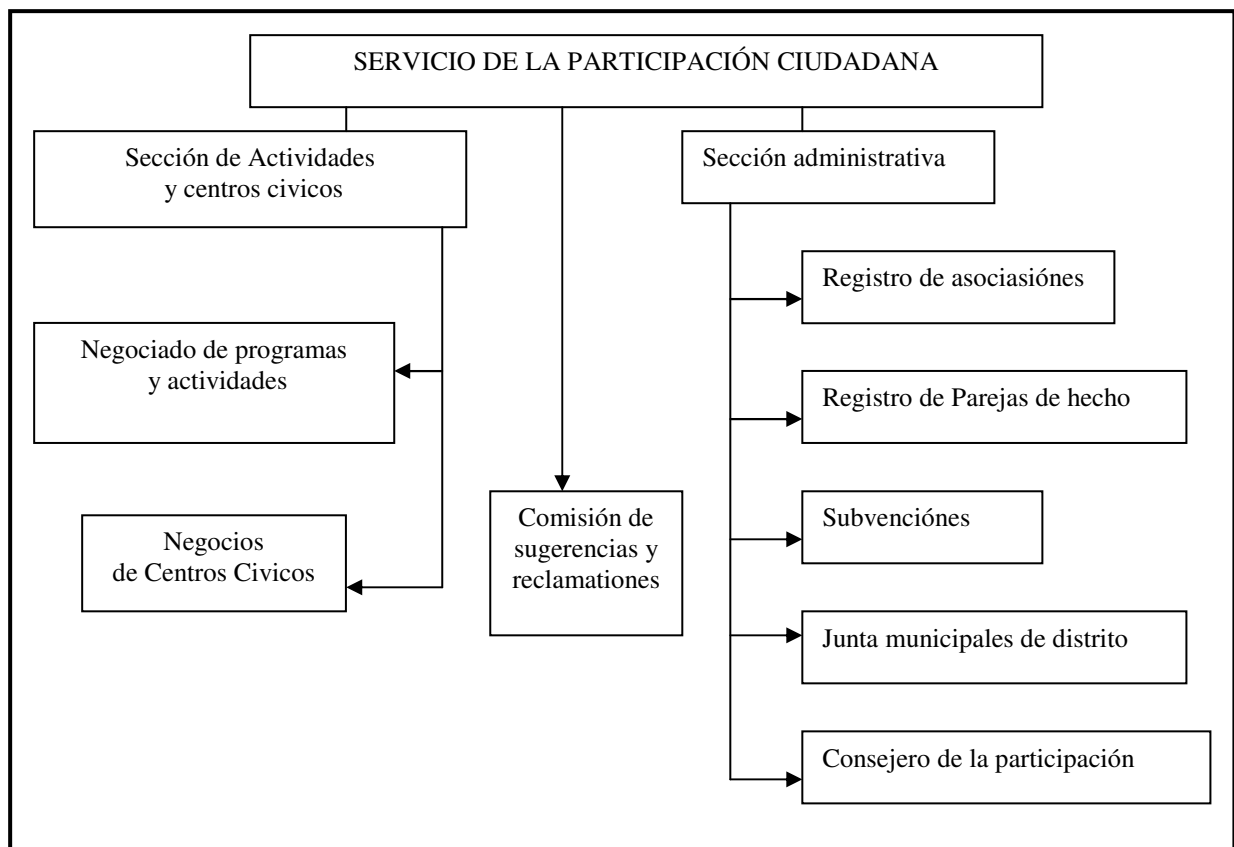 SERVICIO DE LA PARTICIPACIÓN CIUDADANA
Sección de Actividades
y centros civicos
Negociado de programas
y actividades
Negocios
de Centros Civicos
Comisión de
sugerencias y
reclamationes
Sección administrativa
Registro de asociasiónes
Registro de Parejas de hecho
Subvenciónes
Junta municipales de distrito
Consejero de la participación